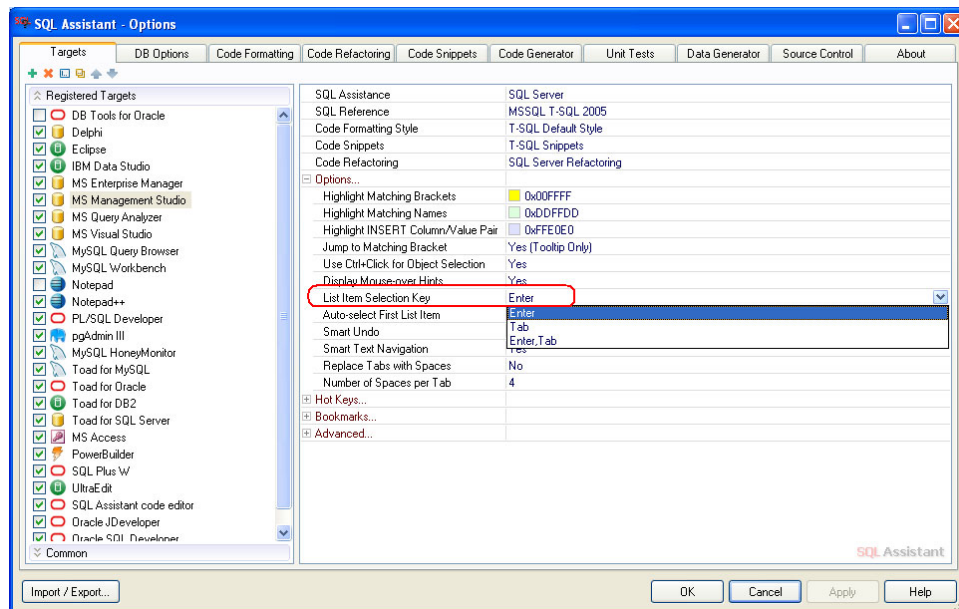 SQL Assistant - Options
Targets DB Options Code Formatting Code Refactoring Code Snippets Code Generator Unit Tests Data Generator Source Control About
Registered Targets
DB Tools for Oracle
Delphi
Eclipse
IBM Data Studio
MS Enterprise Manager
MS Management Studio
MS Query Analyzer
MS Visual Studio
MySQL Query Browser
MySQL Workbench
Notepad
Notepad++
PL/SQL Developer
pgAdmin III
MySQL HoneyMonitor
Toad for MySQL
Toad for Oracle
Toad for DB2
Toad for SQL Server
MS Access
PowerBuilder
SQL Plus W
UltraEdit
SQL Assistant code editor
Oracle JDeveloper
Oracle SQL Developer
Common
SQL Assistance SQL Server
SQL Reference MSSQL T-SQL 2005
Code Formatting Style T-SQL Default Style
Code Snippets T-SQL Snippets
Code Refactoring SQL Server Refactoring
Options...
Highlight Matching Brackets 0x00FFFF
Highlight Matching Names 0xDDFFDD
Highlight INSERT Column/Value Pair 0xFFE0E0
Jump to Matching Bracket Yes (Tooltip Only)
Use Ctrl+Click for Object Selection Yes
Display Mouse-over Hints Yes
List Item Selection Key Enter
Auto-select First List Item Enter
Smart Undo Tab
Enter,Tab
Smart Text Navigation Yes
Replace Tabs with Spaces No
Number of Spaces per Tab 4
Hot Keys...
Bookmarks...
Advanced...
SQL Assistant
Import / Export... OK Cancel Apply Help